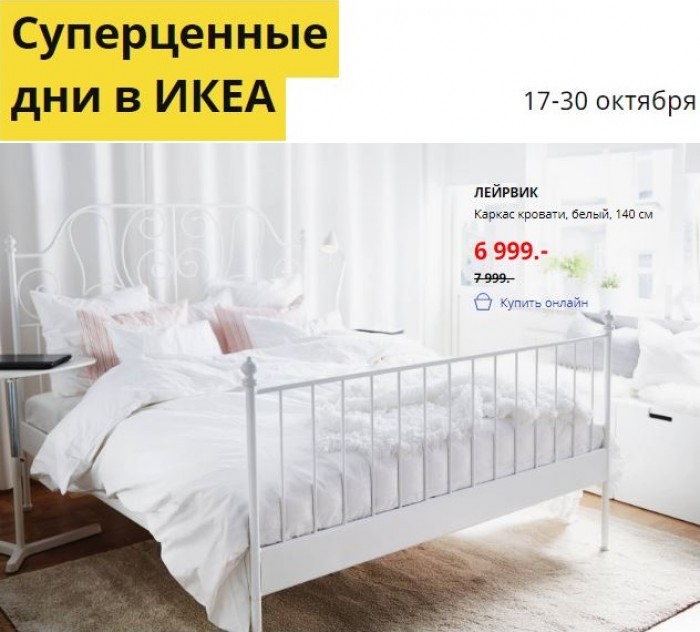 Суперценные
дни в ИКЕА
17-30 октября
ЛЕЙРВИК
Каркас кровати, белый, 140 см
6 999.-
7 999.-
Купить онлайн